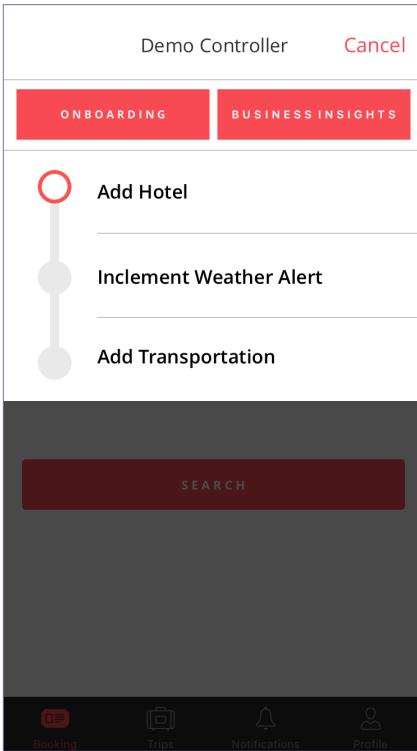 Demo Controller
Cancel
ONBOARDING
BUSINESS INSIGHTS
Add Hotel
Inclement Weather Alert
Add Transportation
SEARCH
Booking
Trips
Notifications
Profile